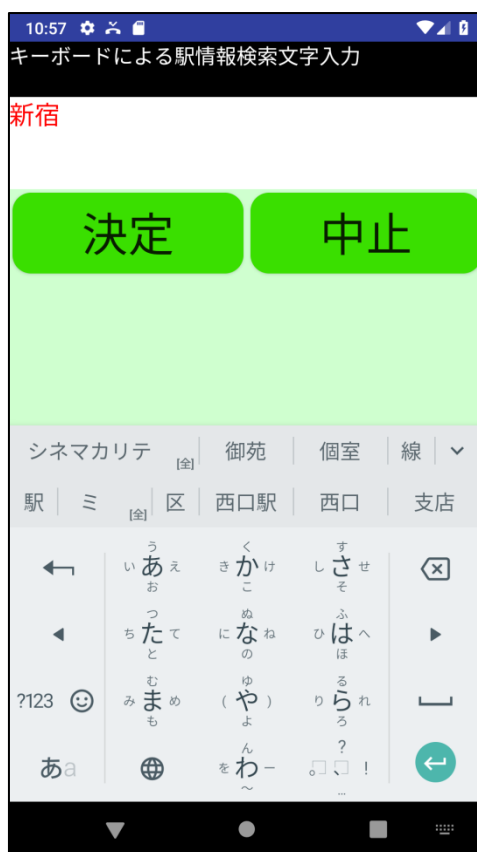 10:57
キーボードによる駅情報検索文字入力
新宿
決定 中止
シネマカリテ [全] 御苑 個室 線
駅 ミ [全] 区 西口駅 西口 支店
う く す
い あ え き か け し さ せ
お こ そ
つ ぬ ふ
ち た て に な ね ひ は へ
と の ほ
む ゆ る
?123 み ま め ( や ) り ら れ
も よ ろ
ん ?
あa を わ ー 。 、 !
〜 …